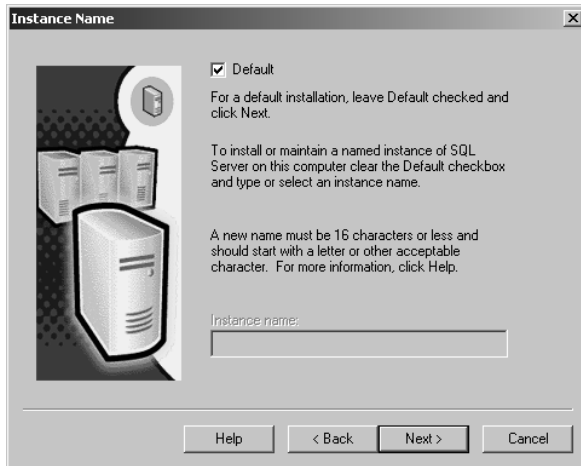 Instance Name
Default
For a default installation, leave Default checked and
click Next.
To install or maintain a named instance of SQL
Server on this computer clear the Default checkbox
and type or select an instance name.
A new name must be 16 characters or less and
should start with a letter or other acceptable
character.  For more information, click Help.
Instance name:
Help
< Back
Next >
Cancel